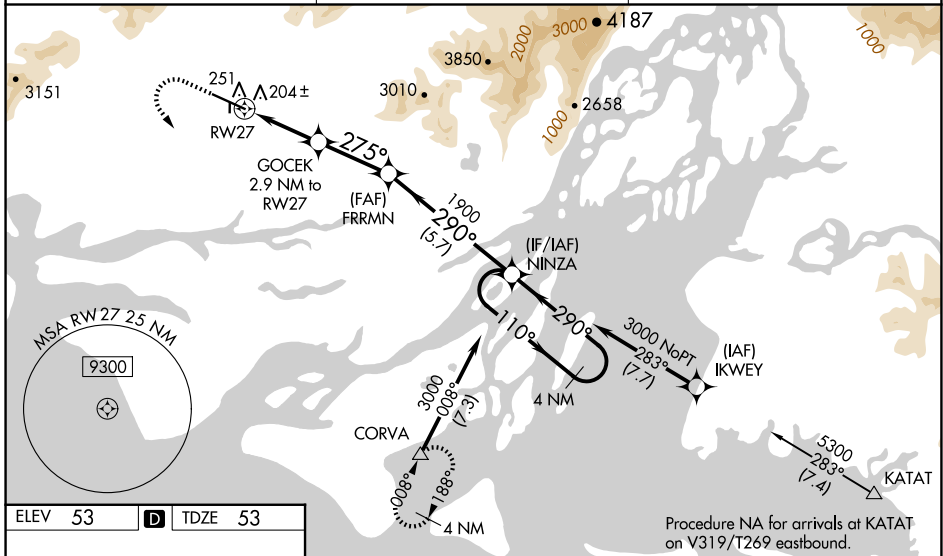 3000
4187
2000
1000
3850
3151
251
204±
3010
2658
1000
RW27
275°
GOCEK
2.9 NM to
RW27
(FAF)
FRRMN
1900
290°
(5.7)
(IF/IAF)
NINZA
MSA RW27 25 NM
9300
110°
290°
3000 NoPT
283°
(7.7)
(IAF)
IKWEY
4 NM
3000
008°
(7.3)
CORVA
008°
188°
4 NM
5300
283°
(7.4)
KATAT
ELEV 53 D TDZE 53
Procedure NA for arrivals at KATAT
on V319/T269 eastbound.